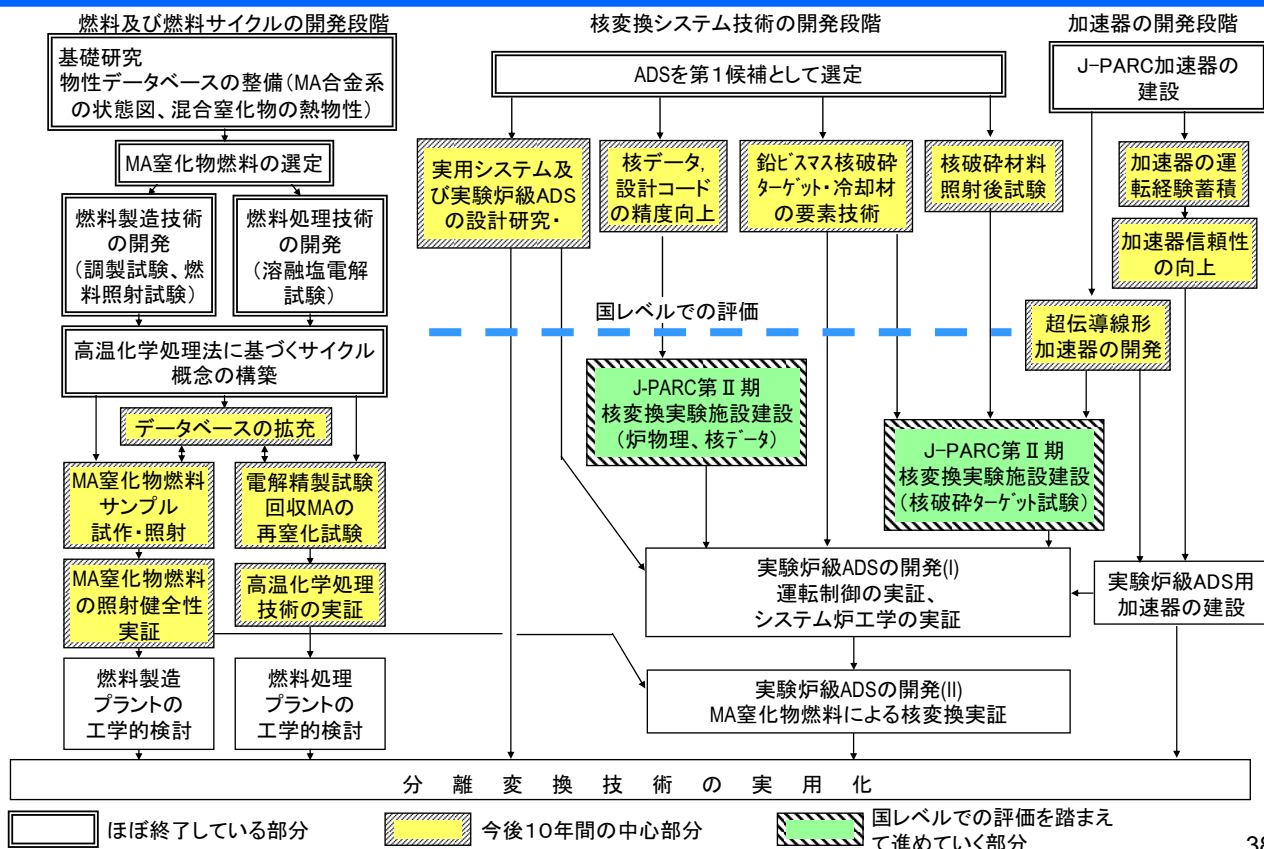 燃料及び燃料サイクルの開発段階
基礎研究
物性データベースの整備(MA合金系
の状態図、混合窒化物の熱物性)
MA窒化物燃料の選定
燃料製造技術
の開発
(調製試験、燃
料照射試験)
燃料処理技術
の開発
(溶融塩電解
試験)
高温化学処理法に基づくサイクル
概念の構築
データベースの拡充
MA窒化物燃料
サンプル
試作・照射
電解精製試験
回収MAの
再窒化試験
MA窒化物燃料
の照射健全性
実証
高温化学処理
技術の実証
燃料製造
プラントの
工学的検討
燃料処理
プラントの
工学的検討
核変換システム技術の開発段階
ADSを第1候補として選定
実用システム及
び実験炉級ADS
の設計研究・
核データ,
設計コード
の精度向上
鉛ビスマス核破砕
ターゲット・冷却材
の要素技術
核破砕材料
照射後試験
国レベルでの評価
J-PARC第Ⅱ期
核変換実験施設建設
(炉物理、核データ)
J-PARC第Ⅱ期
核変換実験施設建設
(核破砕ターゲット試験)
実験炉級ADSの開発(I)
運転制御の実証、
システム炉工学の実証
実験炉級ADSの開発(II)
MA窒化物燃料による核変換実証
加速器の開発段階
J-PARC加速器の
建設
加速器の運
転経験蓄積
加速器信頼性
の向上
超伝導線形
加速器の開発
実験炉級ADS用
加速器の建設
分離変換技術の実用化
ほぼ終了している部分
今後10年間の中心部分
国レベルでの評価を踏まえ
て進めていく部分
38